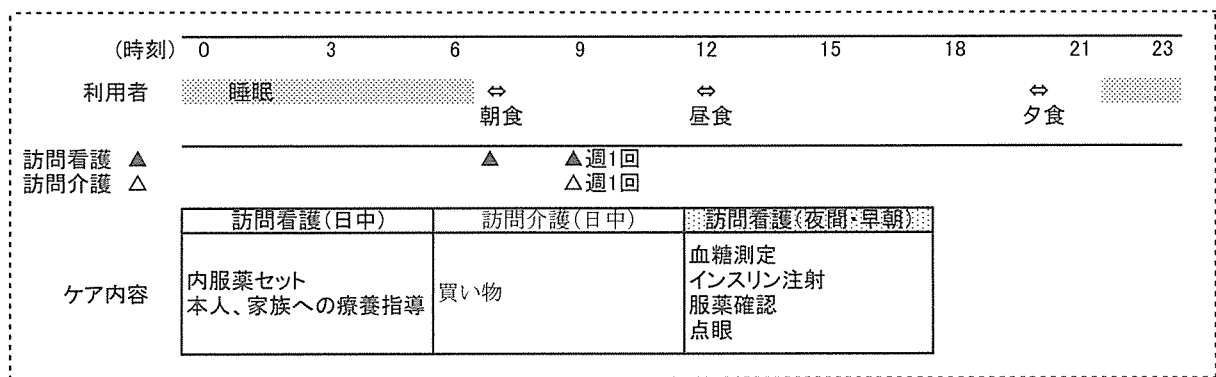 (時刻) 0 3 6 9 12 15 18 21 23
利用者 睡眠 ⇔ ⇔ ⇔
朝食 昼食 夕食
訪問看護 ▲ ▲ ▲週1回
訪問介護 △ △週1回
訪問看護(日中) 訪問介護(日中) 訪問看護(夜間・早朝)
ケア内容
内服薬セット
本人、家族への療養指導
買い物
血糖測定
インスリン注射
服薬確認
点眼